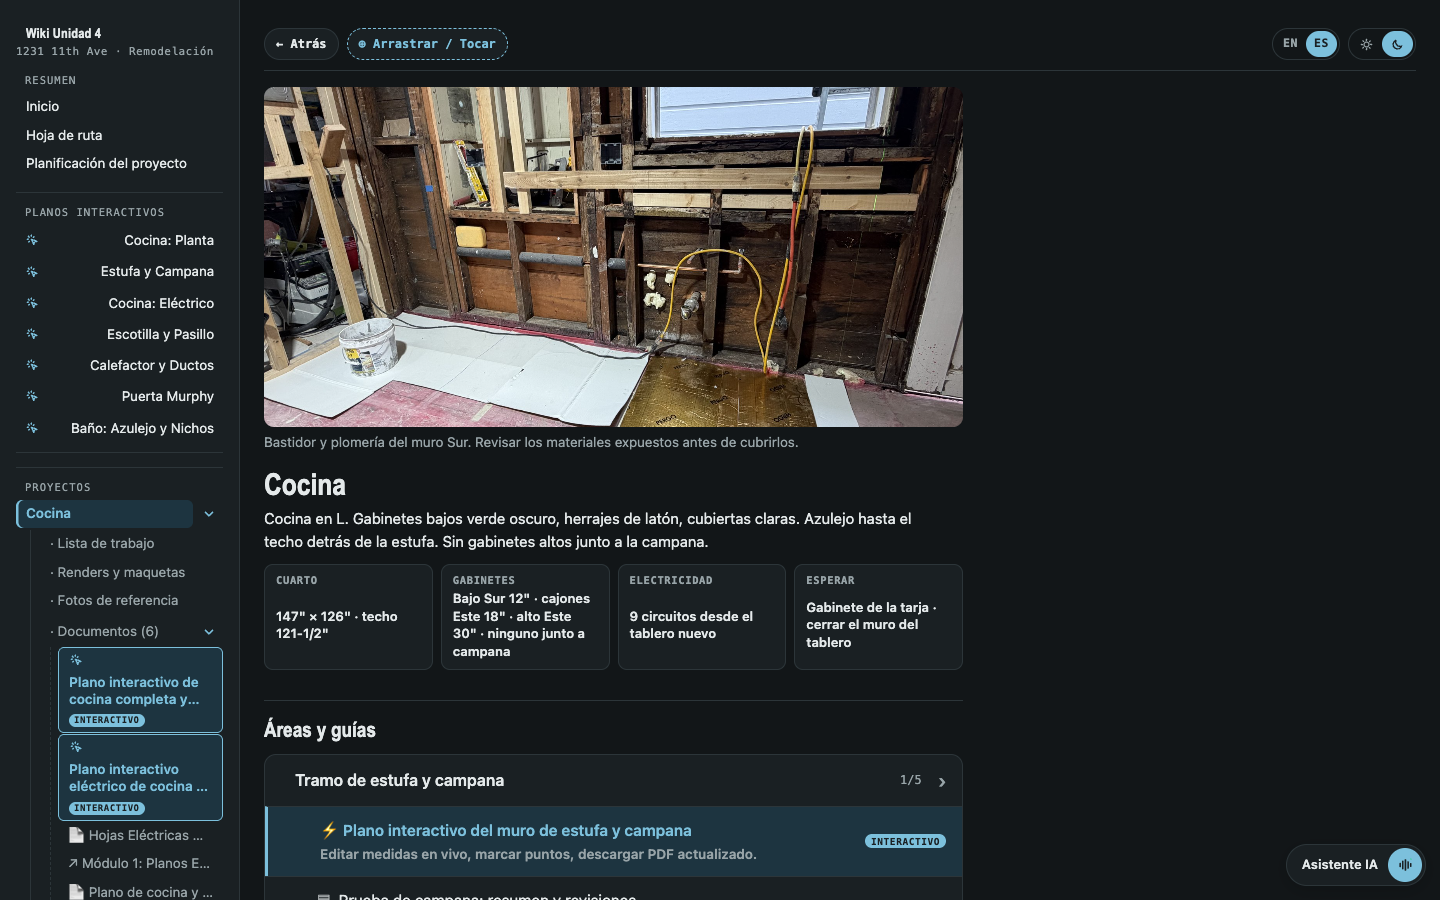 Wiki Unidad 4
1231 11th Ave · Remodelación
RESUMEN
Inicio
Hoja de ruta
Planificación del proyecto
PLANOS INTERACTIVOS
Cocina: Planta
Estufa y Campana
Cocina: Eléctrico
Escotilla y Pasillo
Calefactor y Ductos
Puerta Murphy
Baño: Azulejo y Nichos
PROYECTOS
Cocina
· Lista de trabajo
· Renders y maquetas
· Fotos de referencia
· Documentos (6)
Plano interactivo de
cocina completa y...
INTERACTIVO
Plano interactivo
eléctrico de cocina ...
INTERACTIVO
Hojas Eléctricas ...
↗ Módulo 1: Planos E...
Plano de cocina y ...
← Atrás
⊕ Arrastrar / Tocar
EN ES
Bastidor y plomería del muro Sur. Revisar los materiales expuestos antes de cubrirlos.
Cocina
Cocina en L. Gabinetes bajos verde oscuro, herrajes de latón, cubiertas claras. Azulejo hasta el
techo detrás de la estufa. Sin gabinetes altos junto a la campana.
CUARTO
147" × 126" · techo
121-1/2"
GABINETES
Bajo Sur 12" · cajones
Este 18" · alto Este
30" · ninguno junto a
campana
ELECTRICIDAD
9 circuitos desde el
tablero nuevo
ESPERAR
Gabinete de la tarja ·
cerrar el muro del
tablero
Áreas y guías
Tramo de estufa y campana
1/5
⚡ Plano interactivo del muro de estufa y campana
Editar medidas en vivo, marcar puntos, descargar PDF actualizado.
INTERACTIVO
Prueba de campana: resumen y revisiones
Asistente IA